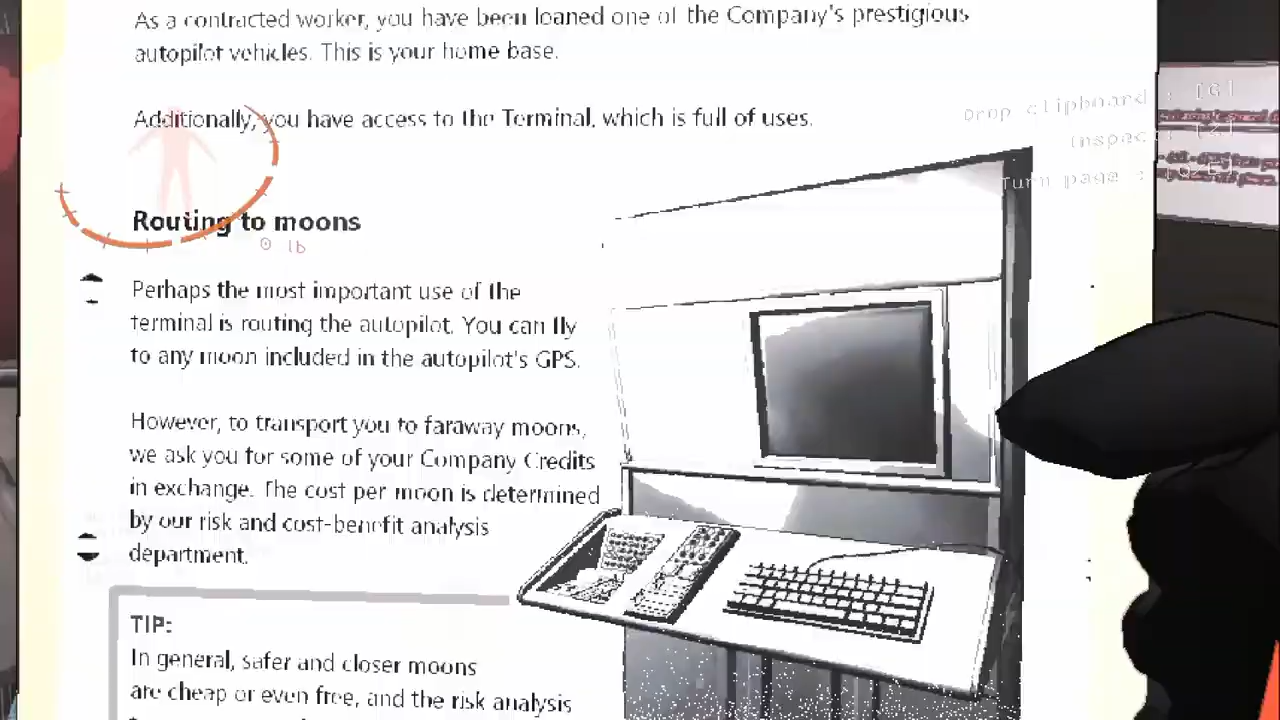 As a contracted worker, you have been loaned one of the Company's prestigious
autopilot vehicles. This is your home base.
Additionally, you have access to the Terminal, which is full of uses.
Drop clipboard : [G]
Inspect: [Z]
Turn page : [Q/E]
Routing to moons
0 lb
Perhaps the most important use of the
terminal is routing the autopilot. You can fly
to any moon included in the autopilot's GPS.
However, to transport you to faraway moons,
we ask you for some of your Company Credits
in exchange. The cost per moon is determined
by our risk and cost-benefit analysis
department.
TIP:
In general, safer and closer moons
are cheap or even free, and the risk analysis